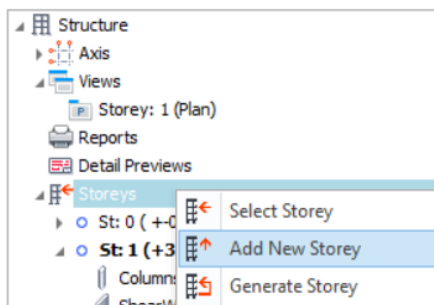 Structure
Axis
Views
Storey: 1 (Plan)
Reports
Detail Previews
Storeys
Select Storey
St: 0 ( +-0
Add New Storey
St: 1 (+3
Column
Generate Storey